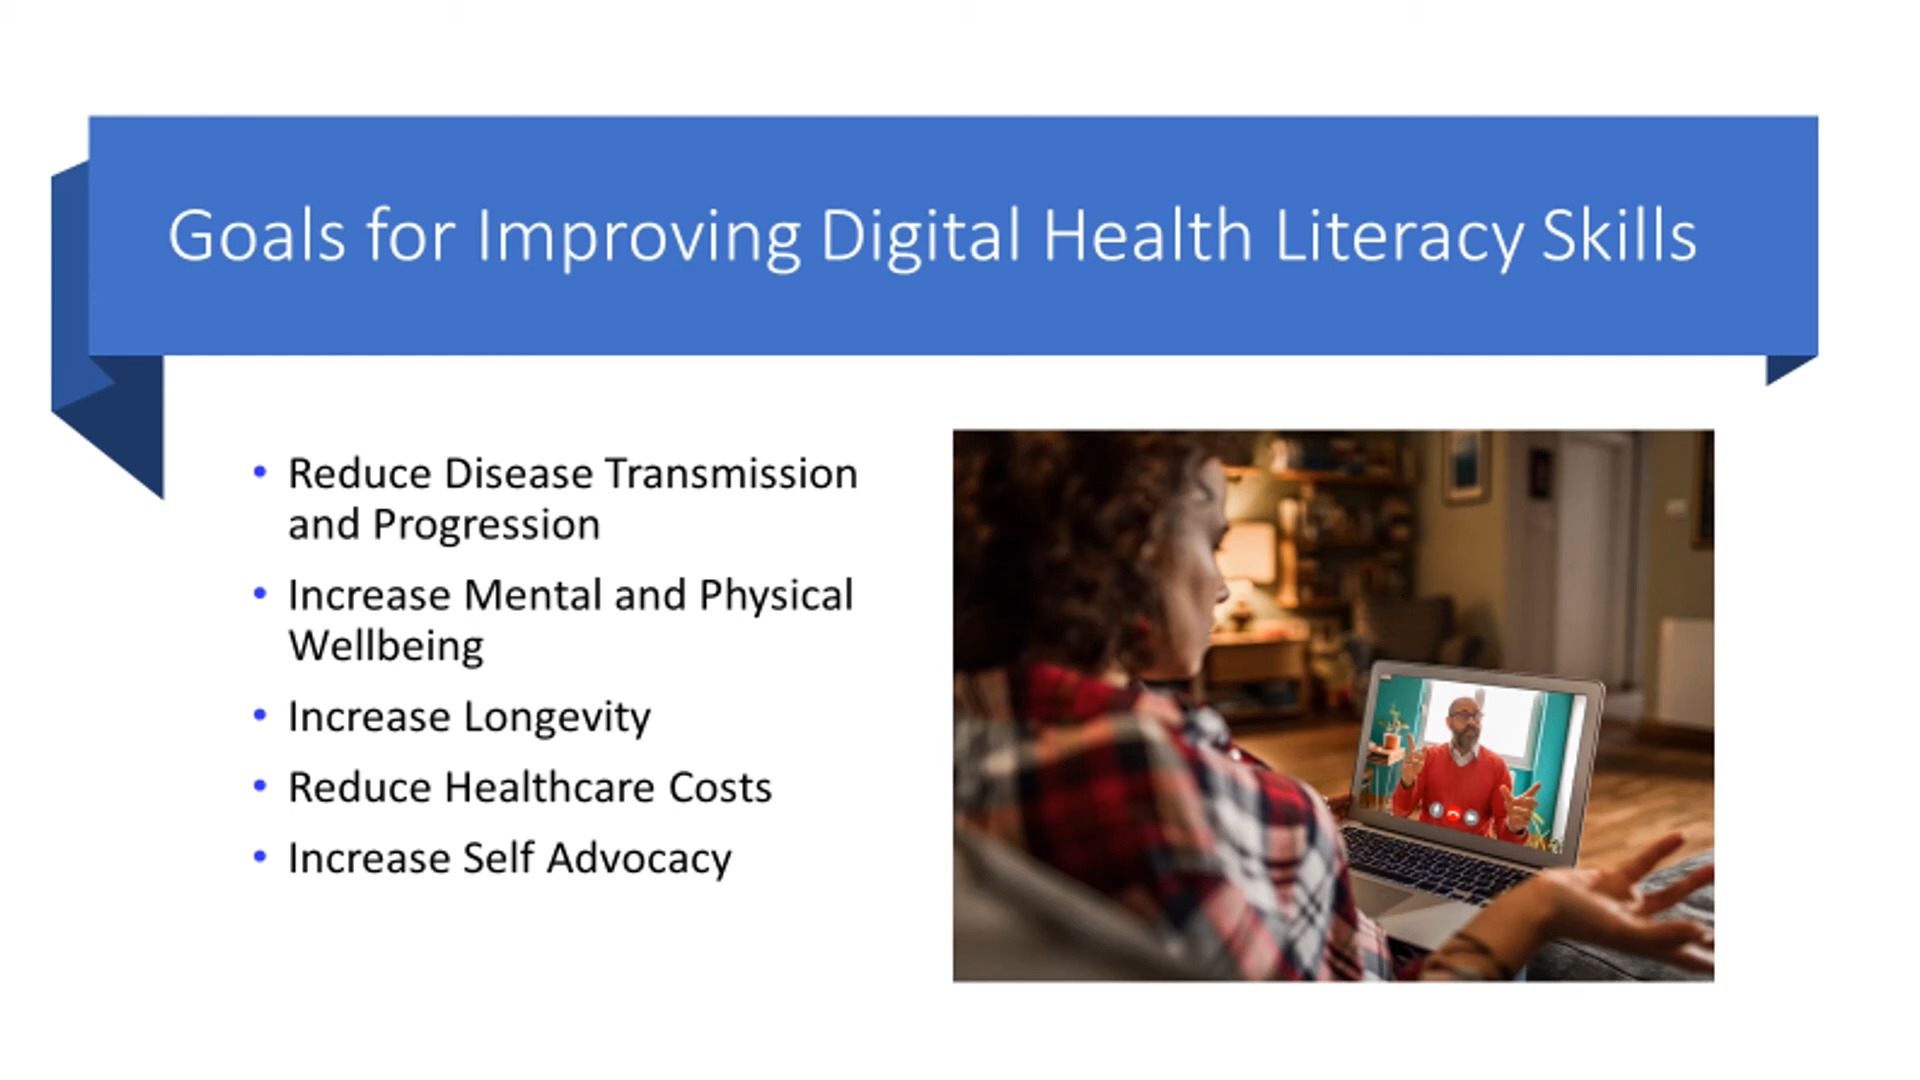 Goals for Improving Digital Health Literacy Skills
• Reduce Disease Transmission
and Progression
• Increase Mental and Physical
Wellbeing
• Increase Longevity
• Reduce Healthcare Costs
• Increase Self Advocacy